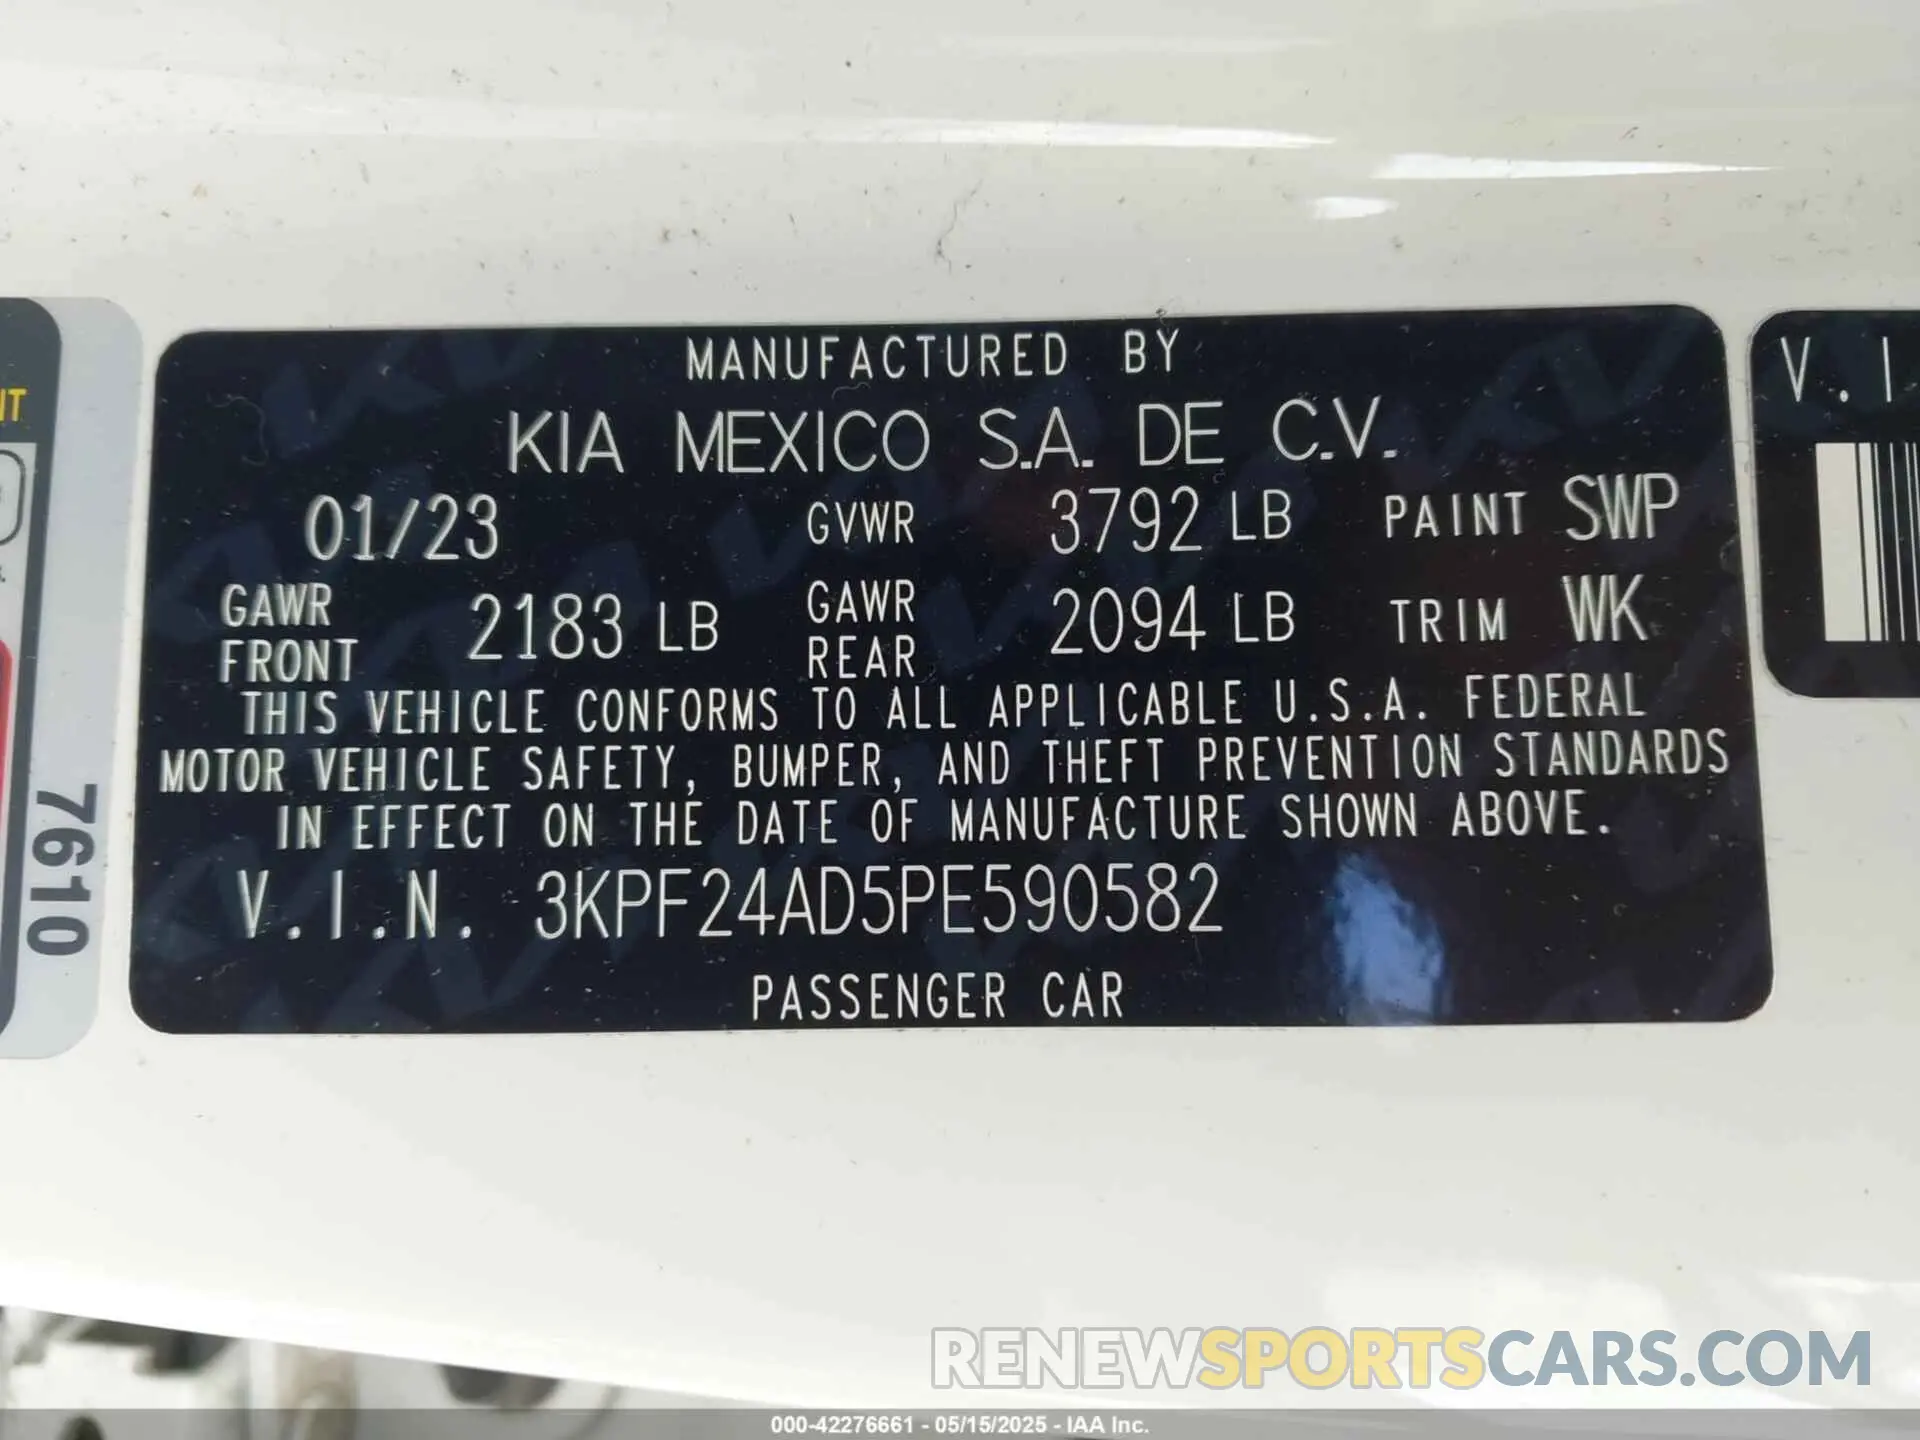 MANUFACTURED BY
KIA MEXICO S.A. DE C.V.
01/23 GVWR 3792 LB PAINT SWP
GAWR FRONT 2183 LB GAWR REAR 2094 LB TRIM WK
THIS VEHICLE CONFORMS TO ALL APPLICABLE U.S.A. FEDERAL
MOTOR VEHICLE SAFETY, BUMPER, AND THEFT PREVENTION STANDARDS
IN EFFECT ON THE DATE OF MANUFACTURE SHOWN ABOVE.
V.I.N. 3KPF24AD5PE590582
PASSENGER CAR
7610
V.I
RENEWSPORTSCARS.COM
000-42276661 - 05/15/2025 - IAA Inc.